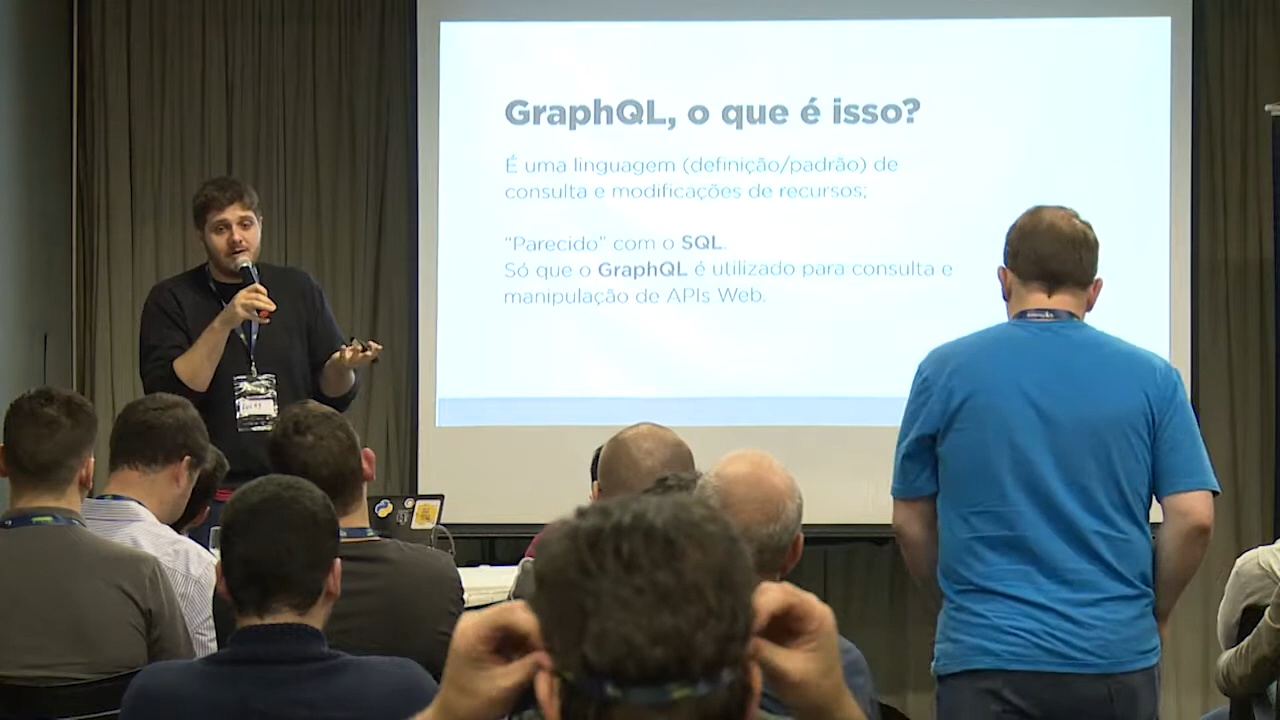 GraphQL, o que é isso?
É uma linguagem (definição/padrão) de
consulta e modificações de recursos;
“Parecido” com o SQL.
Só que o GraphQL é utilizado para consulta e
manipulação de APIs Web.